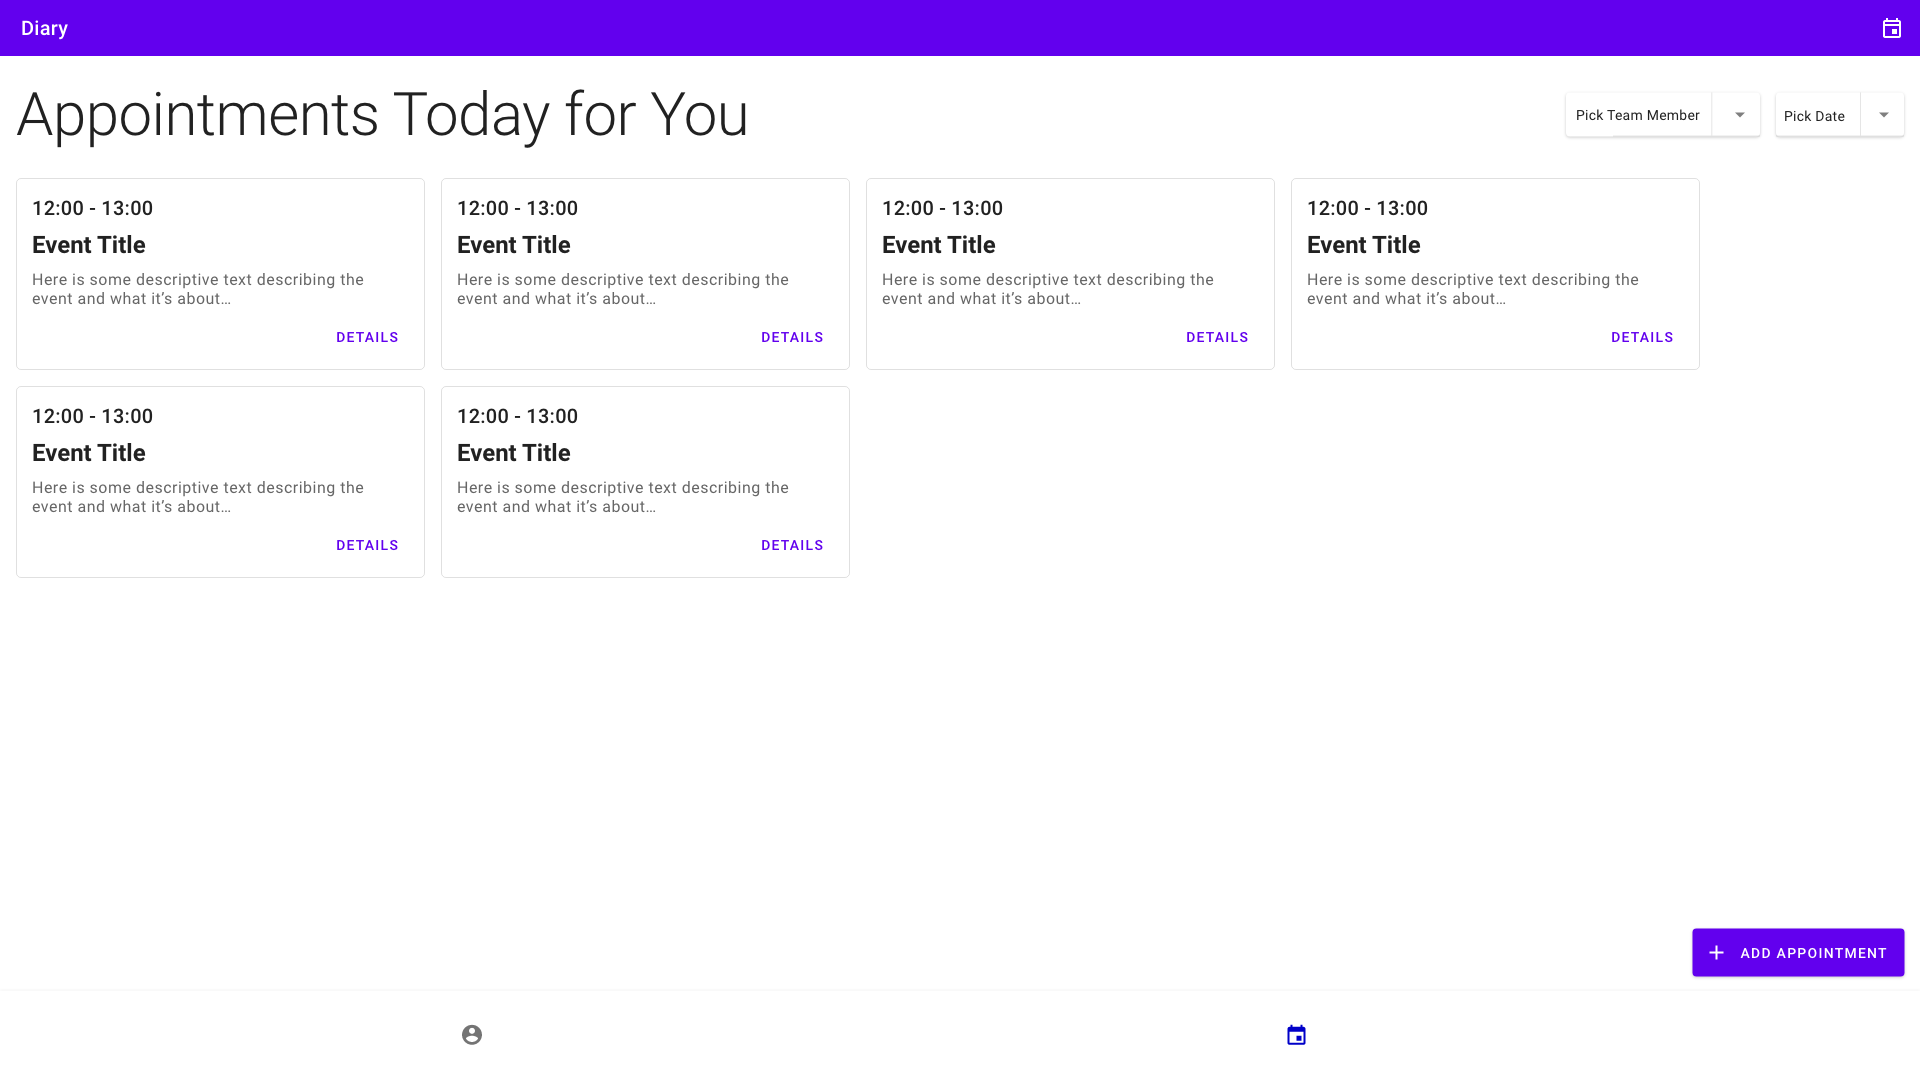 Diary
Appointments Today for You
Pick Team Member
Pick Date
12:00 - 13:00
Event Title
Here is some descriptive text describing the
event and what it’s about…
DETAILS
12:00 - 13:00
Event Title
Here is some descriptive text describing the
event and what it’s about…
DETAILS
12:00 - 13:00
Event Title
Here is some descriptive text describing the
event and what it’s about…
DETAILS
12:00 - 13:00
Event Title
Here is some descriptive text describing the
event and what it’s about…
DETAILS
12:00 - 13:00
Event Title
Here is some descriptive text describing the
event and what it’s about…
DETAILS
12:00 - 13:00
Event Title
Here is some descriptive text describing the
event and what it’s about…
DETAILS
ADD APPOINTMENT